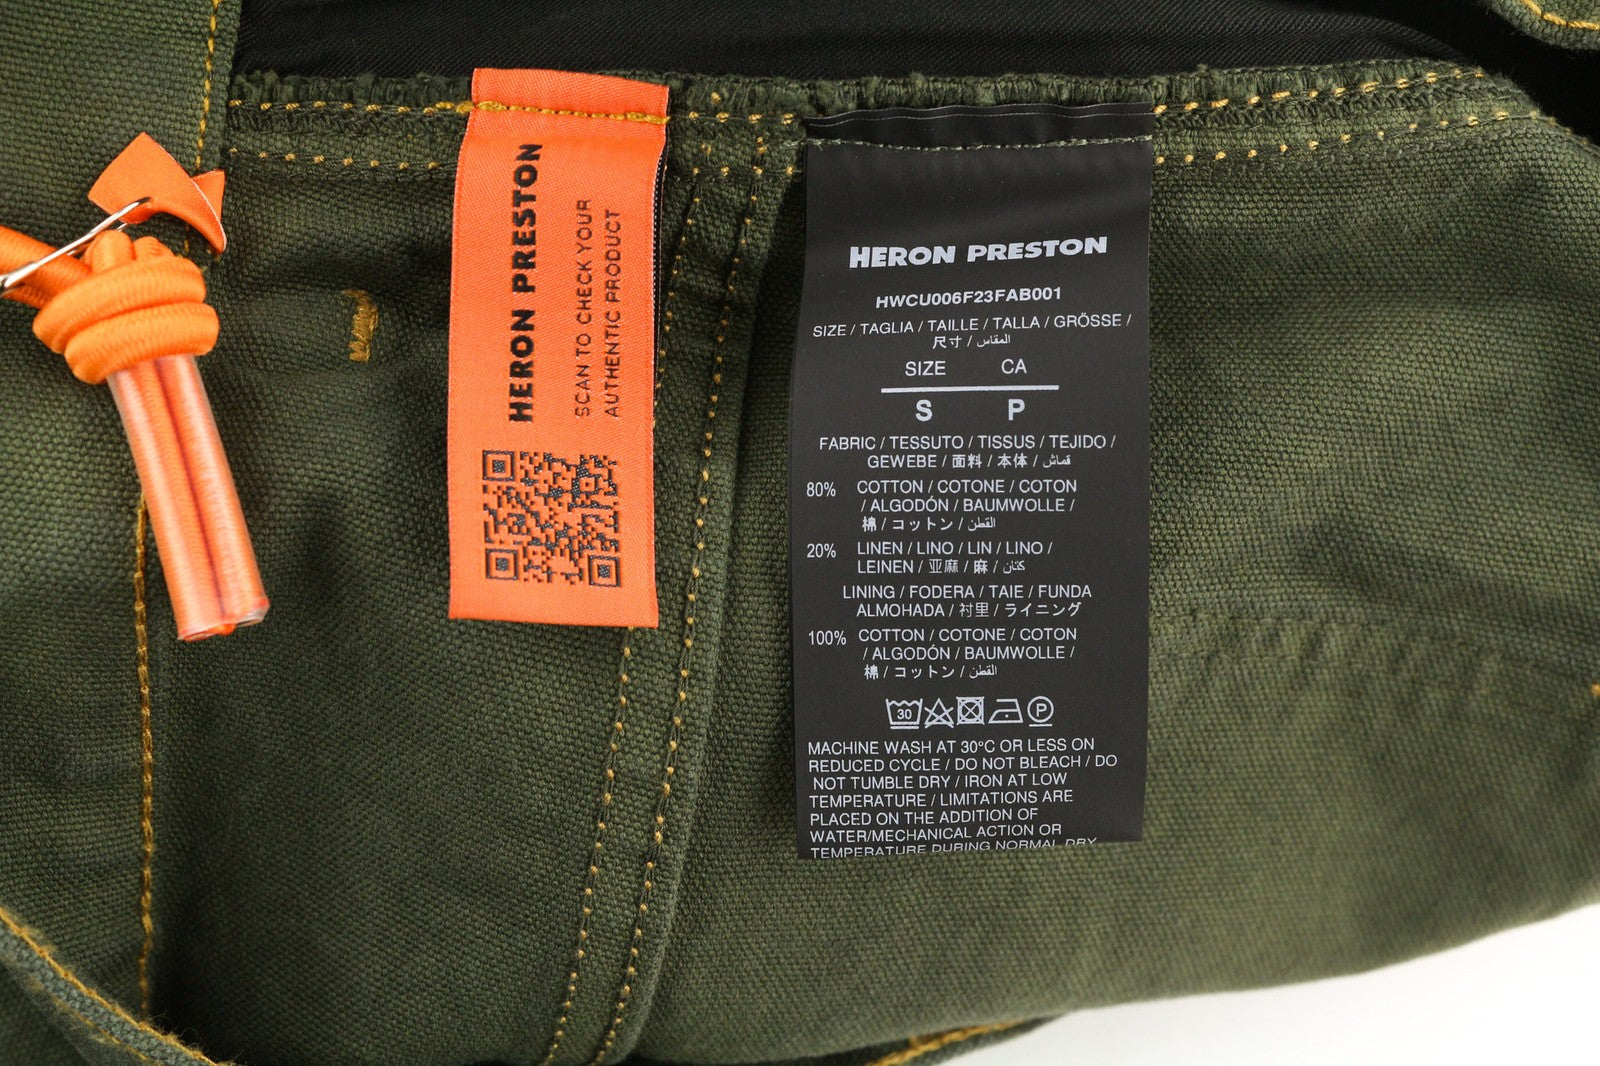 HERON PRESTON
SCAN TO CHECK YOUR
AUTHENTIC PRODUCT
HERON PRESTON
HWCU006F23FAB001
SIZE / TAGLIA / TAILLE / TALLA / GRÖSSE /
尺寸 / المقاس
SIZE CA
S P
FABRIC / TESSUTO / TISSUS / TEJIDO /
GEWEBE / 面料 / 本体 / قماش
80% COTTON / COTONE / COTON
/ ALGODÓN / BAUMWOLLE /
棉 / コットン / القطن
20% LINEN / LINO / LIN / LINO /
LEINEN / 亚麻 / 麻 / كتان
LINING / FODERA / TAIE / FUNDA
ALMOHADA / 衬里 / ライニング
100% COTTON / COTONE / COTON
/ ALGODÓN / BAUMWOLLE /
棉 / コットン / القطن
30 P
MACHINE WASH AT 30°C OR LESS ON
REDUCED CYCLE / DO NOT BLEACH / DO
NOT TUMBLE DRY / IRON AT LOW
TEMPERATURE / LIMITATIONS ARE
PLACED ON THE ADDITION OF
WATER/MECHANICAL ACTION OR
TEMPERATURE DURING NORMAL DRY